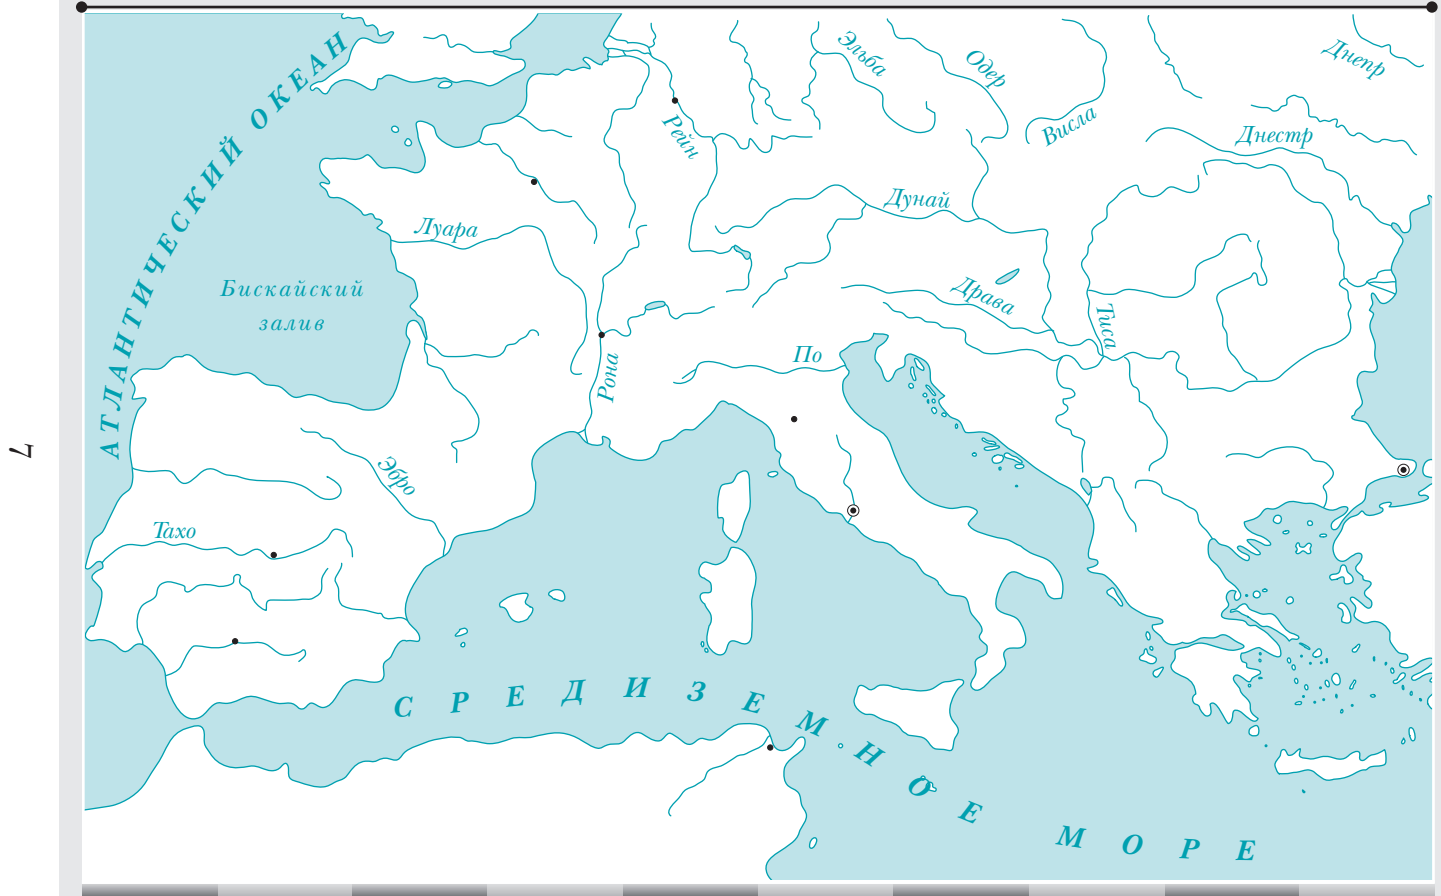 АТЛАНТИЧЕСКИЙ ОКЕАН
Эльба
Одер
Днепр
Рейн
Висла
Днестр
Дунай
Луара
Бискайский
залив
Драва
Тиса
По
Рона
Эбро
Тахо
СРЕДИЗЕМНОЕ МОРЕ
7